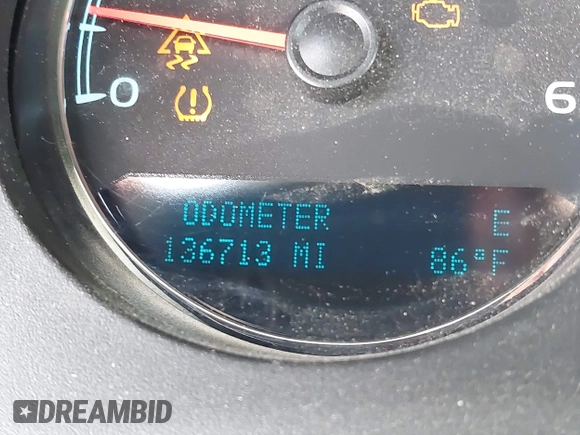 0
6
ODOMETER E
136713 MI 86°F
DREAMBID